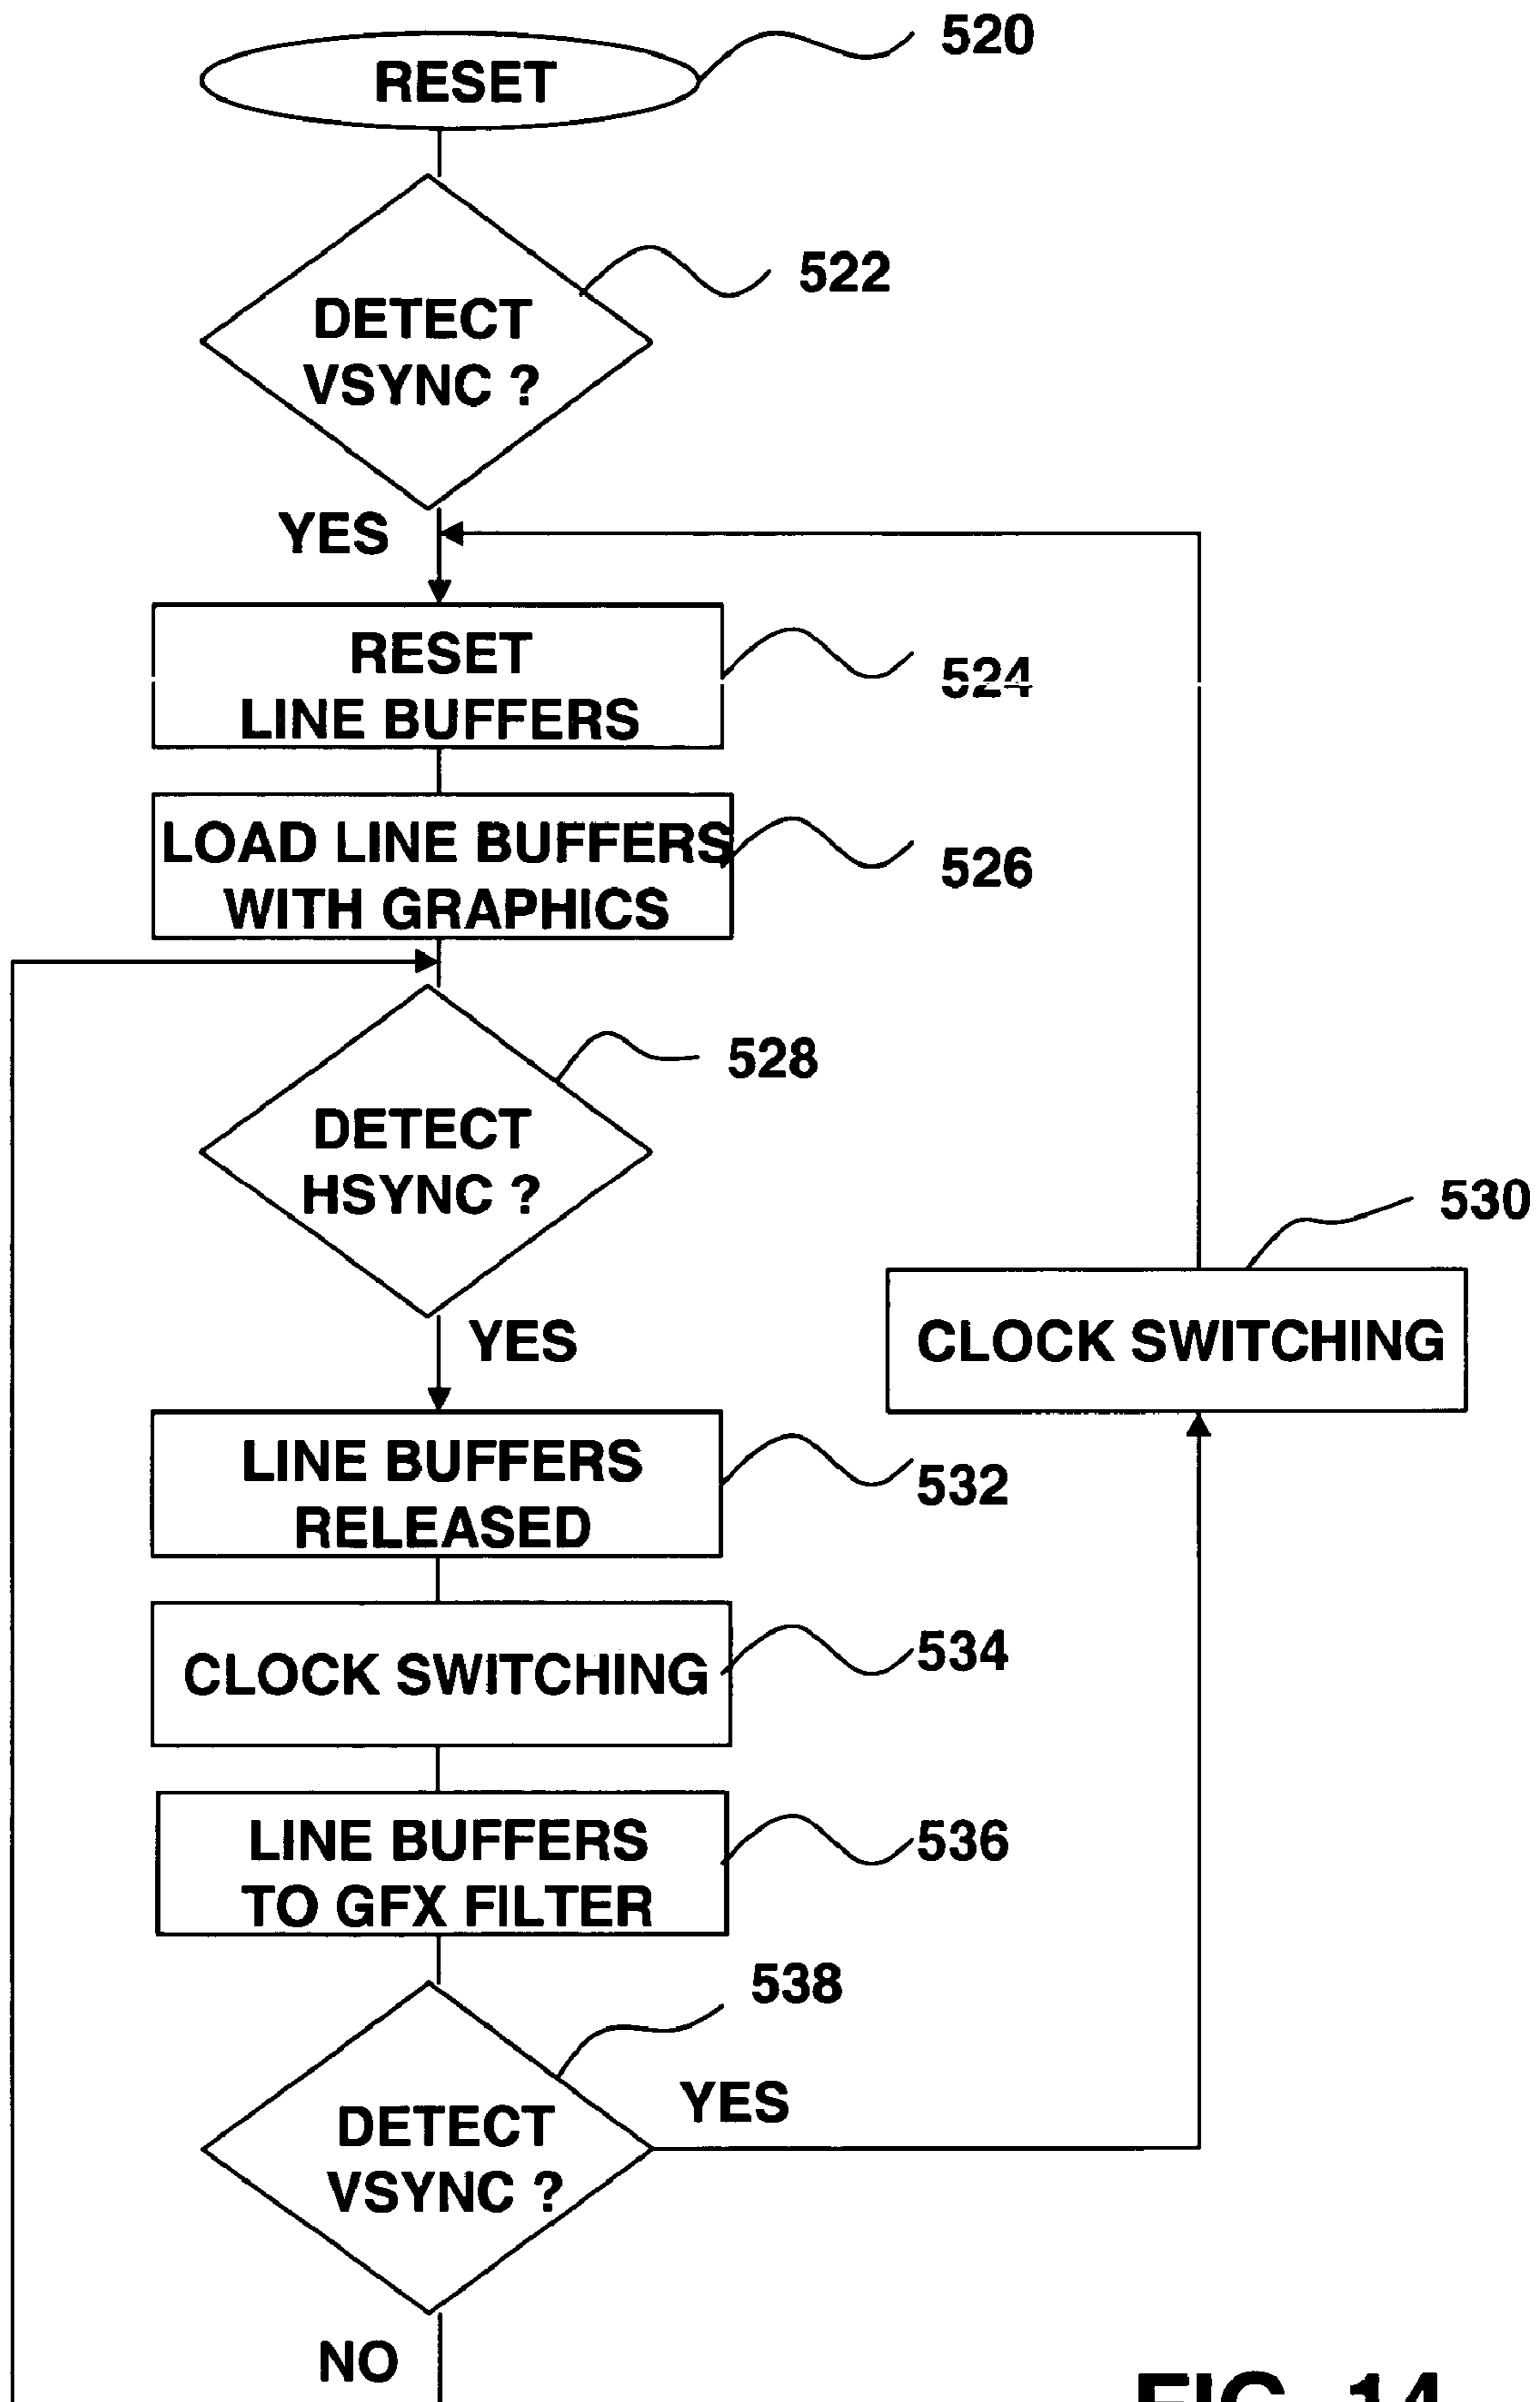 RESET
520
DETECT
VSYNC ?
522
YES
RESET
LINE BUFFERS
524
LOAD LINE BUFFERS
WITH GRAPHICS
526
DETECT
HSYNC ?
528
YES
530
CLOCK SWITCHING
LINE BUFFERS
RELEASED
532
CLOCK SWITCHING
534
LINE BUFFERS
TO GFX FILTER
536
DETECT
VSYNC ?
538
YES
NO
FIG. 14